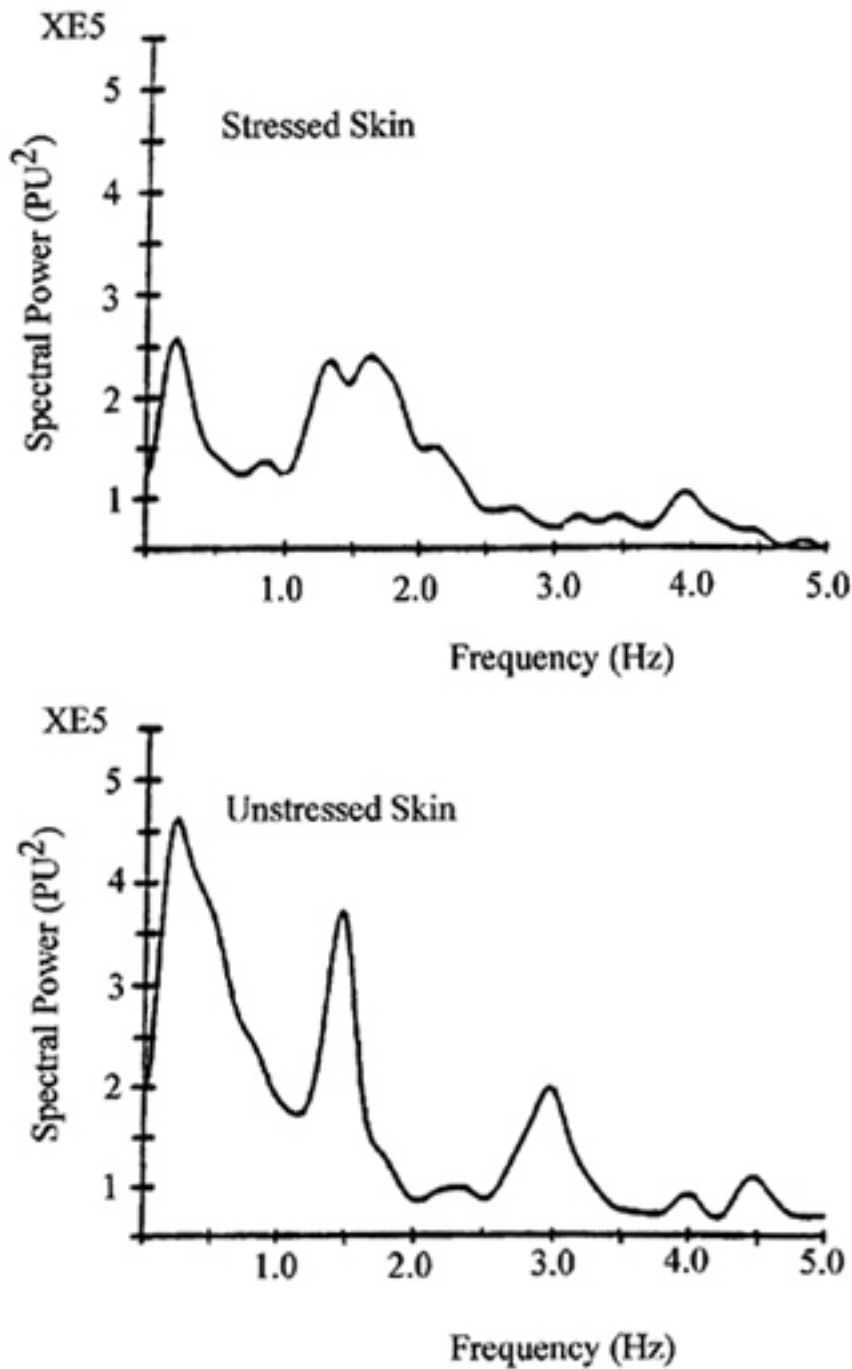 XE5
Stressed Skin
Spectral Power (PU²)
5
4
3
2
1
1.0 2.0 3.0 4.0 5.0
Frequency (Hz)
XE5
Unstressed Skin
Spectral Power (PU²)
5
4
3
2
1
1.0 2.0 3.0 4.0 5.0
Frequency (Hz)